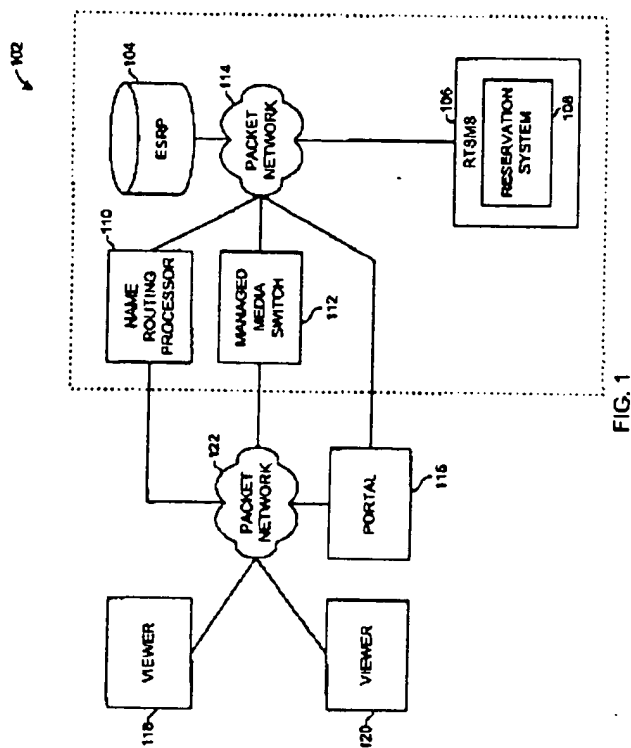 102
104
ESRP
114
PACKET
NETWORK
106
RTSMS
RESERVATION
SYSTEM
108
110
NAME
ROUTING
PROCESSOR
MANAGED
MEDIA
SWITCH
112
122
PACKET
NETWORK
PORTAL
116
VIEWER
118
VIEWER
120
FIG. 1